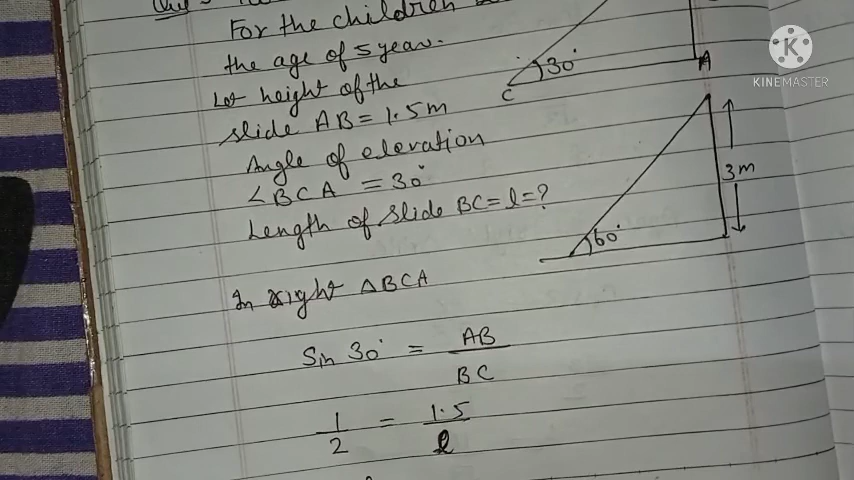 For the children
the age of 5 year.
Let height of the
slide AB = 1.5 m
Angle of elevation
∠BCA = 30°
Length of slide BC = l = ?
In right ΔBCA
Sin 30° = AB / BC
1 / 2 = 1.5 / l
30°
C
A
3 m
60°
K
KINEMASTER